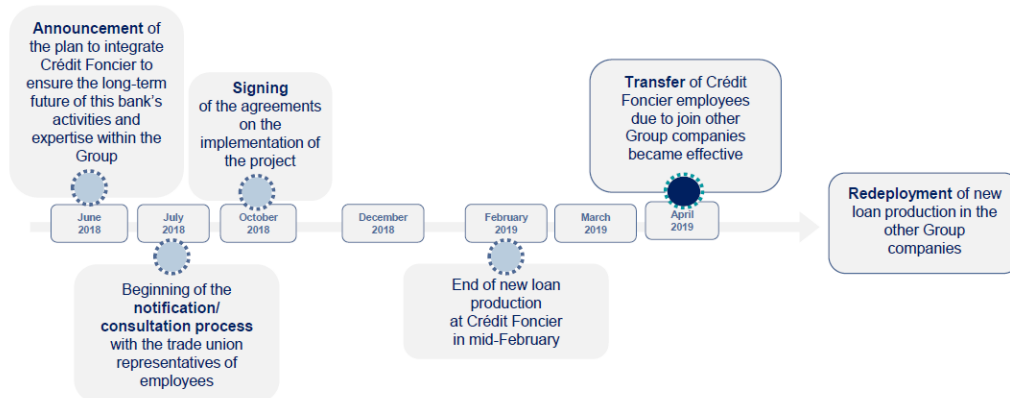 Announcement of
the plan to integrate
Crédit Foncier to
ensure the long-term
future of this bank's
activities and
expertise within the
Group
Signing
of the agreements
on the
implementation of
the project
Transfer of Crédit
Foncier employees
due to join other
Group companies
became effective
Redeployment of new
loan production in the
other Group
companies
June
2018
July
2018
October
2018
December
2018
February
2019
March
2019
April
2019
Beginning of the
notification/
consultation process
with the trade union
representatives of
employees
End of new loan
production
at Crédit Foncier
in mid-February